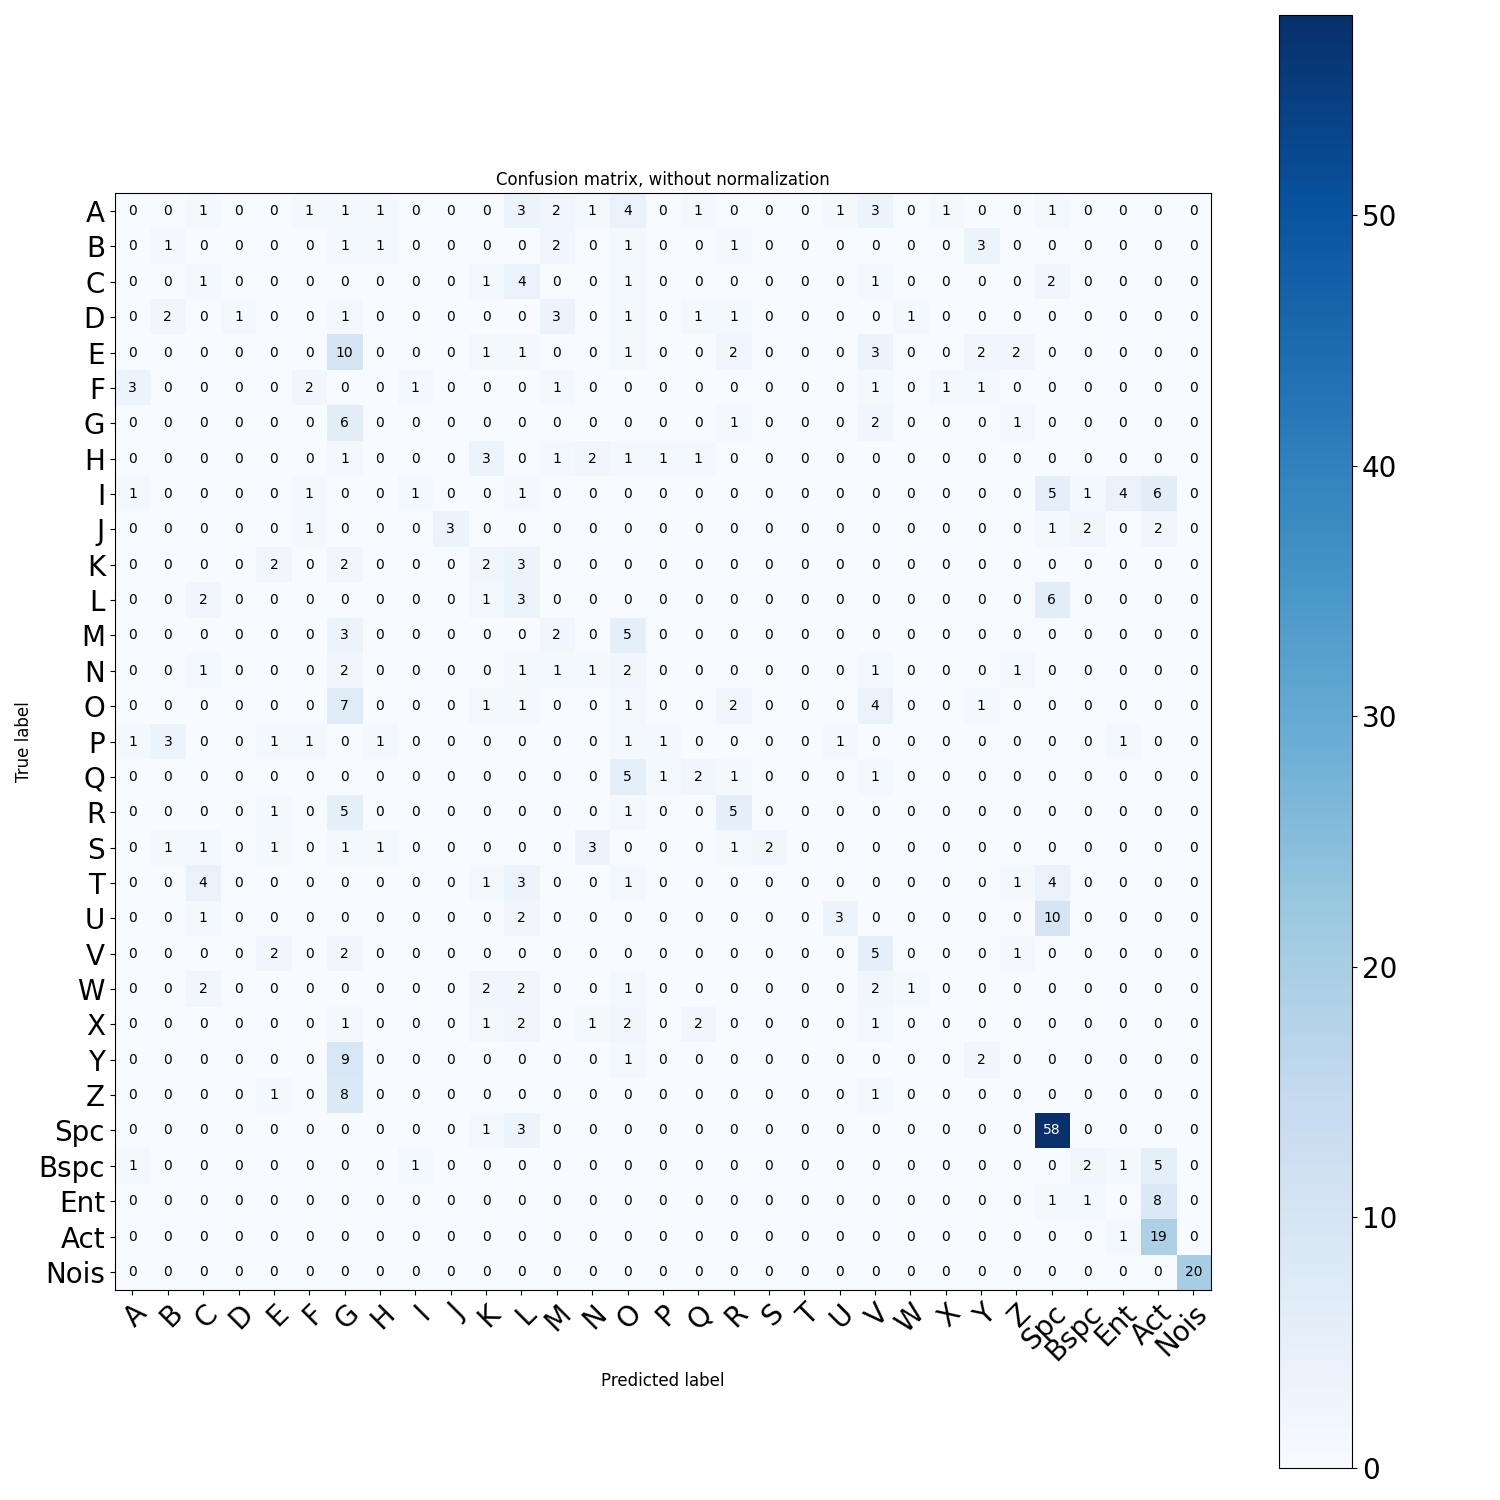 Confusion matrix, without normalization
A 0 0 1 0 0 1 1 1 0 0 0 3 2 1 4 0 1 0 0 0 1 3 0 1 0 0 1 0 0 0 0
B 0 1 0 0 0 0 1 1 0 0 0 0 2 0 1 0 0 1 0 0 0 0 0 0 3 0 0 0 0 0 0
C 0 0 1 0 0 0 0 0 0 0 1 4 0 0 1 0 0 0 0 0 0 1 0 0 0 0 2 0 0 0 0
D 0 2 0 1 0 0 1 0 0 0 0 0 3 0 1 0 1 1 0 0 0 0 1 0 0 0 0 0 0 0 0
E 0 0 0 0 0 0 10 0 0 0 1 1 0 0 1 0 0 2 0 0 0 3 0 0 2 2 0 0 0 0 0
F 3 0 0 0 0 2 0 0 1 0 0 0 1 0 0 0 0 0 0 0 0 1 0 1 1 0 0 0 0 0 0
G 0 0 0 0 0 0 6 0 0 0 0 0 0 0 0 0 0 1 0 0 0 2 0 0 0 1 0 0 0 0 0
H 0 0 0 0 0 0 1 0 0 0 3 0 1 2 1 1 1 0 0 0 0 0 0 0 0 0 0 0 0 0 0
I 1 0 0 0 0 1 0 0 1 0 0 1 0 0 0 0 0 0 0 0 0 0 0 0 0 0 5 1 4 6 0
J 0 0 0 0 0 1 0 0 0 3 0 0 0 0 0 0 0 0 0 0 0 0 0 0 0 0 1 2 0 2 0
K 0 0 0 0 2 0 2 0 0 0 2 3 0 0 0 0 0 0 0 0 0 0 0 0 0 0 0 0 0 0 0
L 0 0 2 0 0 0 0 0 0 0 1 3 0 0 0 0 0 0 0 0 0 0 0 0 0 0 6 0 0 0 0
M 0 0 0 0 0 0 3 0 0 0 0 0 2 0 5 0 0 0 0 0 0 0 0 0 0 0 0 0 0 0 0
N 0 0 1 0 0 0 2 0 0 0 0 1 1 1 2 0 0 0 0 0 0 1 0 0 0 1 0 0 0 0 0
O 0 0 0 0 0 0 7 0 0 0 1 1 0 0 1 0 0 2 0 0 0 4 0 0 1 0 0 0 0 0 0
P 1 3 0 0 1 1 0 1 0 0 0 0 0 0 1 1 0 0 0 0 1 0 0 0 0 0 0 0 1 0 0
Q 0 0 0 0 0 0 0 0 0 0 0 0 0 0 5 1 2 1 0 0 0 1 0 0 0 0 0 0 0 0 0
R 0 0 0 0 1 0 5 0 0 0 0 0 0 0 1 0 0 5 0 0 0 0 0 0 0 0 0 0 0 0 0
S 0 1 1 0 1 0 1 1 0 0 0 0 0 3 0 0 0 1 2 0 0 0 0 0 0 0 0 0 0 0 0
T 0 0 4 0 0 0 0 0 0 0 1 3 0 0 1 0 0 0 0 0 0 0 0 0 0 1 4 0 0 0 0
U 0 0 1 0 0 0 0 0 0 0 0 2 0 0 0 0 0 0 0 0 3 0 0 0 0 0 10 0 0 0 0
V 0 0 0 0 2 0 2 0 0 0 0 0 0 0 0 0 0 0 0 0 0 5 0 0 0 1 0 0 0 0 0
W 0 0 2 0 0 0 0 0 0 0 2 2 0 0 1 0 0 0 0 0 0 2 1 0 0 0 0 0 0 0 0
X 0 0 0 0 0 0 1 0 0 0 1 2 0 1 2 0 2 0 0 0 0 1 0 0 0 0 0 0 0 0 0
Y 0 0 0 0 0 0 9 0 0 0 0 0 0 0 1 0 0 0 0 0 0 0 0 0 2 0 0 0 0 0 0
Z 0 0 0 0 1 0 8 0 0 0 0 0 0 0 0 0 0 0 0 0 0 1 0 0 0 0 0 0 0 0 0
Spc 0 0 0 0 0 0 0 0 0 0 1 3 0 0 0 0 0 0 0 0 0 0 0 0 0 0 58 0 0 0 0
Bspc 1 0 0 0 0 0 0 0 1 0 0 0 0 0 0 0 0 0 0 0 0 0 0 0 0 0 0 2 1 5 0
Ent 0 0 0 0 0 0 0 0 0 0 0 0 0 0 0 0 0 0 0 0 0 0 0 0 0 0 1 1 0 8 0
Act 0 0 0 0 0 0 0 0 0 0 0 0 0 0 0 0 0 0 0 0 0 0 0 0 0 0 0 0 1 19 0
Nois 0 0 0 0 0 0 0 0 0 0 0 0 0 0 0 0 0 0 0 0 0 0 0 0 0 0 0 0 0 0 20
A B C D E F G H I J K L M N O P Q R S T U V W X Y Z Spc Bspc Ent Act Nois
Predicted label
True label
50
40
30
20
10
0